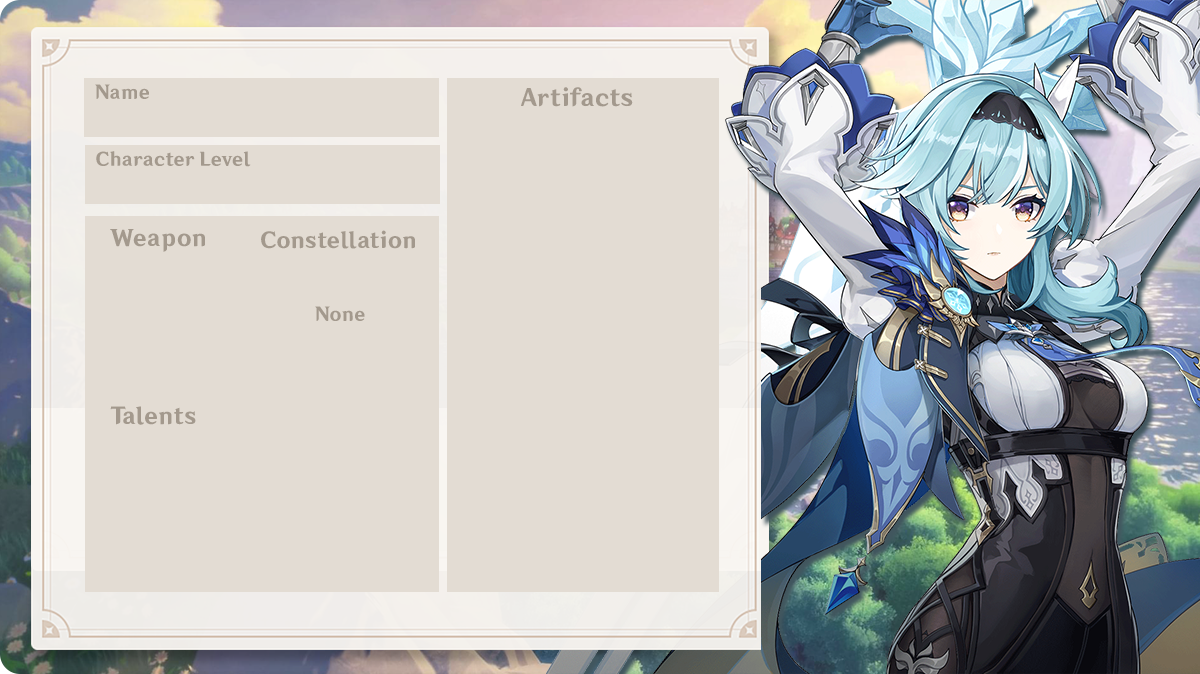 Name
Character Level
Weapon
Constellation
None
Talents
Artifacts